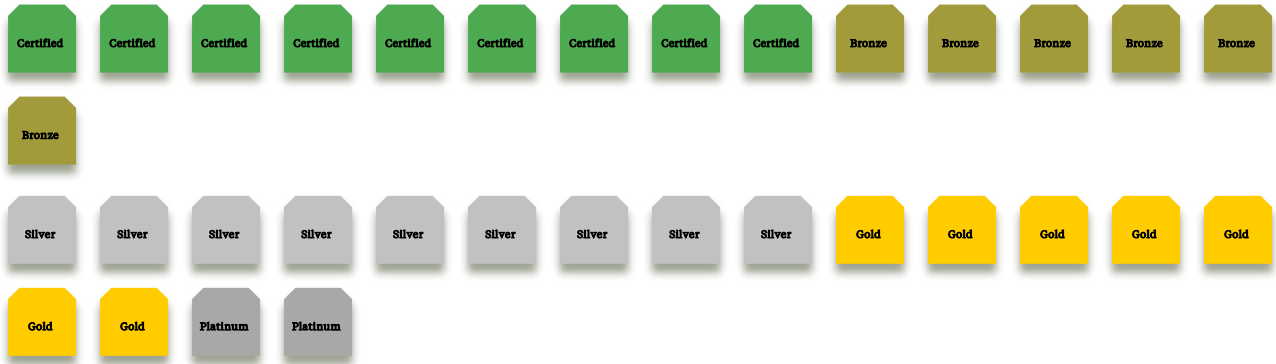 Certified Certified Certified Certified Certified Certified Certified Certified Certified Bronze Bronze Bronze Bronze Bronze
Bronze
Silver Silver Silver Silver Silver Silver Silver Silver Silver Gold Gold Gold Gold Gold
Gold Gold Platinum Platinum